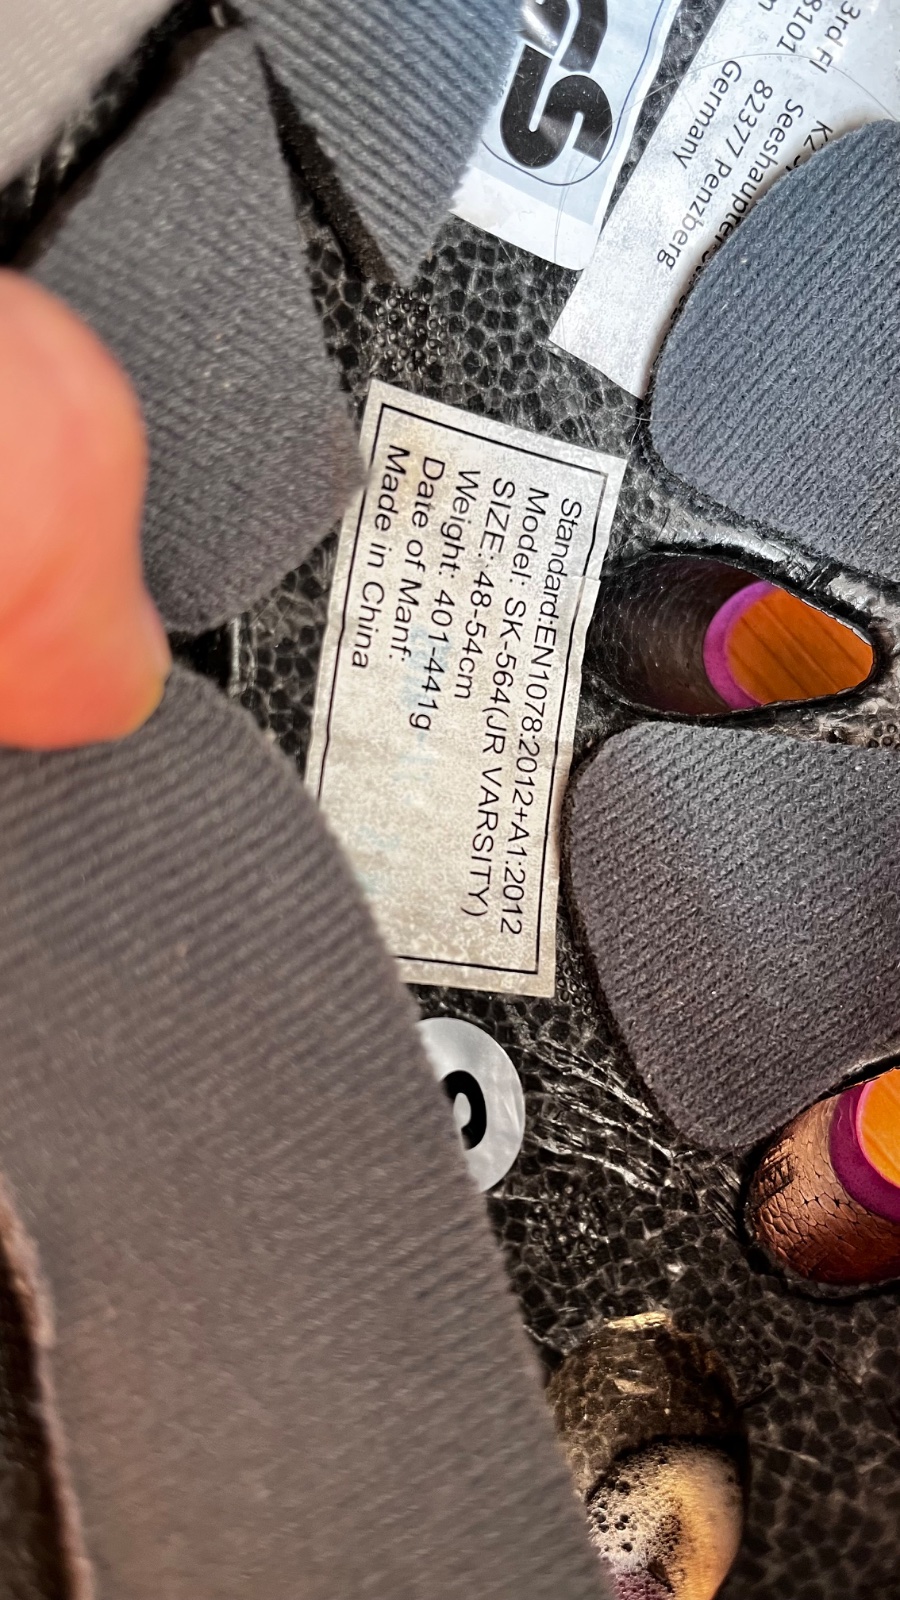 Standard:EN1078:2012+A1:2012
Model: SK-564(JR VARSITY)
SIZE: 48-54cm
Weight: 401-441g
Date of Manf:
Made in China
3rd Fl
8101
K2
Seeshaupter
82377 Penzberg
Germany
S